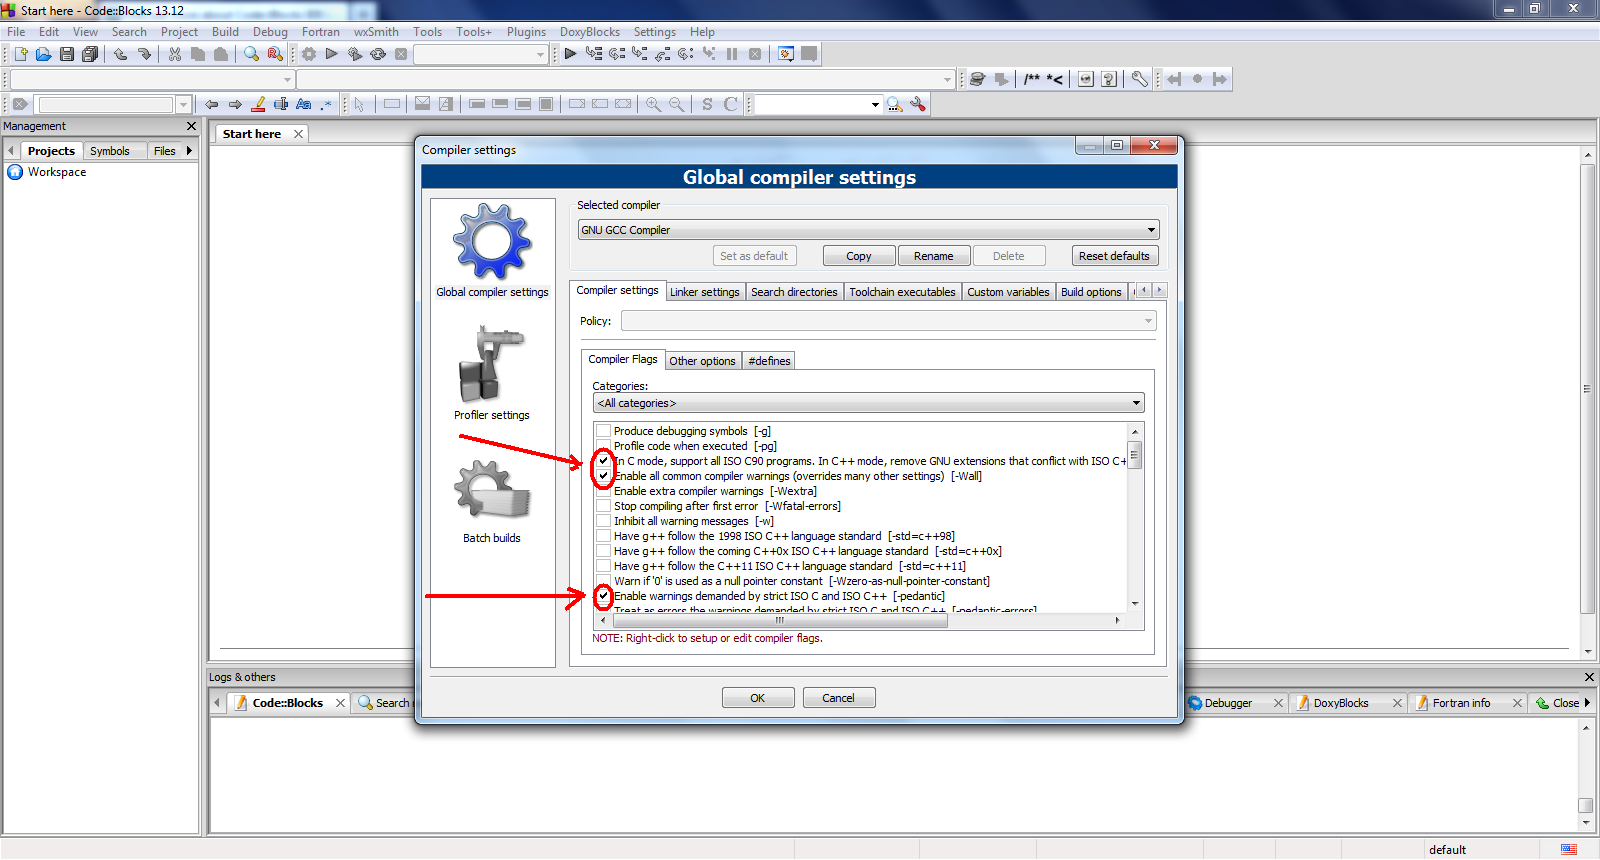 Start here - Code::Blocks 13.12
File Edit View Search Project Build Debug Fortran wxSmith Tools Tools+ Plugins DoxyBlocks Settings Help
/** *<
Aa .*
S C
Management
Projects Symbols Files
Workspace
Start here
Compiler settings
Global compiler settings
Global compiler settings
Profiler settings
Batch builds
Selected compiler
GNU GCC Compiler
Set as default Copy Rename Delete Reset defaults
Compiler settings Linker settings Search directories Toolchain executables Custom variables Build options
Policy:
Compiler Flags Other options #defines
Categories:
<All categories>
Produce debugging symbols [-g]
Profile code when executed [-pg]
In C mode, support all ISO C90 programs. In C++ mode, remove GNU extensions that conflict with ISO C+
Enable all common compiler warnings (overrides many other settings) [-Wall]
Enable extra compiler warnings [-Wextra]
Stop compiling after first error [-Wfatal-errors]
Inhibit all warning messages [-w]
Have g++ follow the 1998 ISO C++ language standard [-std=c++98]
Have g++ follow the coming C++0x ISO C++ language standard [-std=c++0x]
Have g++ follow the C++11 ISO C++ language standard [-std=c++11]
Warn if '0' is used as a null pointer constant [-Wzero-as-null-pointer-constant]
Enable warnings demanded by strict ISO C and ISO C++ [-pedantic]
Treat as errors the warnings demanded by strict ISO C and ISO C++ [-pedantic-errors]
NOTE: Right-click to setup or edit compiler flags.
OK Cancel
Logs & others
Code::Blocks Search Debugger DoxyBlocks Fortran info Close
default